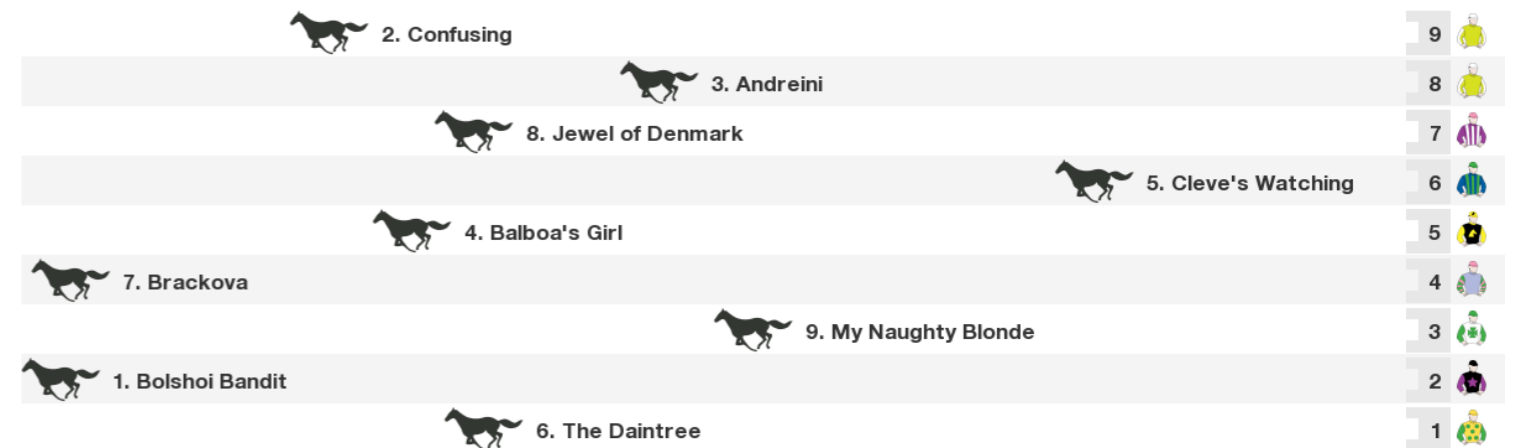 2. Confusing 9
3. Andreini 8
8. Jewel of Denmark 7
5. Cleve's Watching 6
4. Balboa's Girl 5
7. Brackova 4
9. My Naughty Blonde 3
1. Bolshoi Bandit 2
6. The Daintree 1